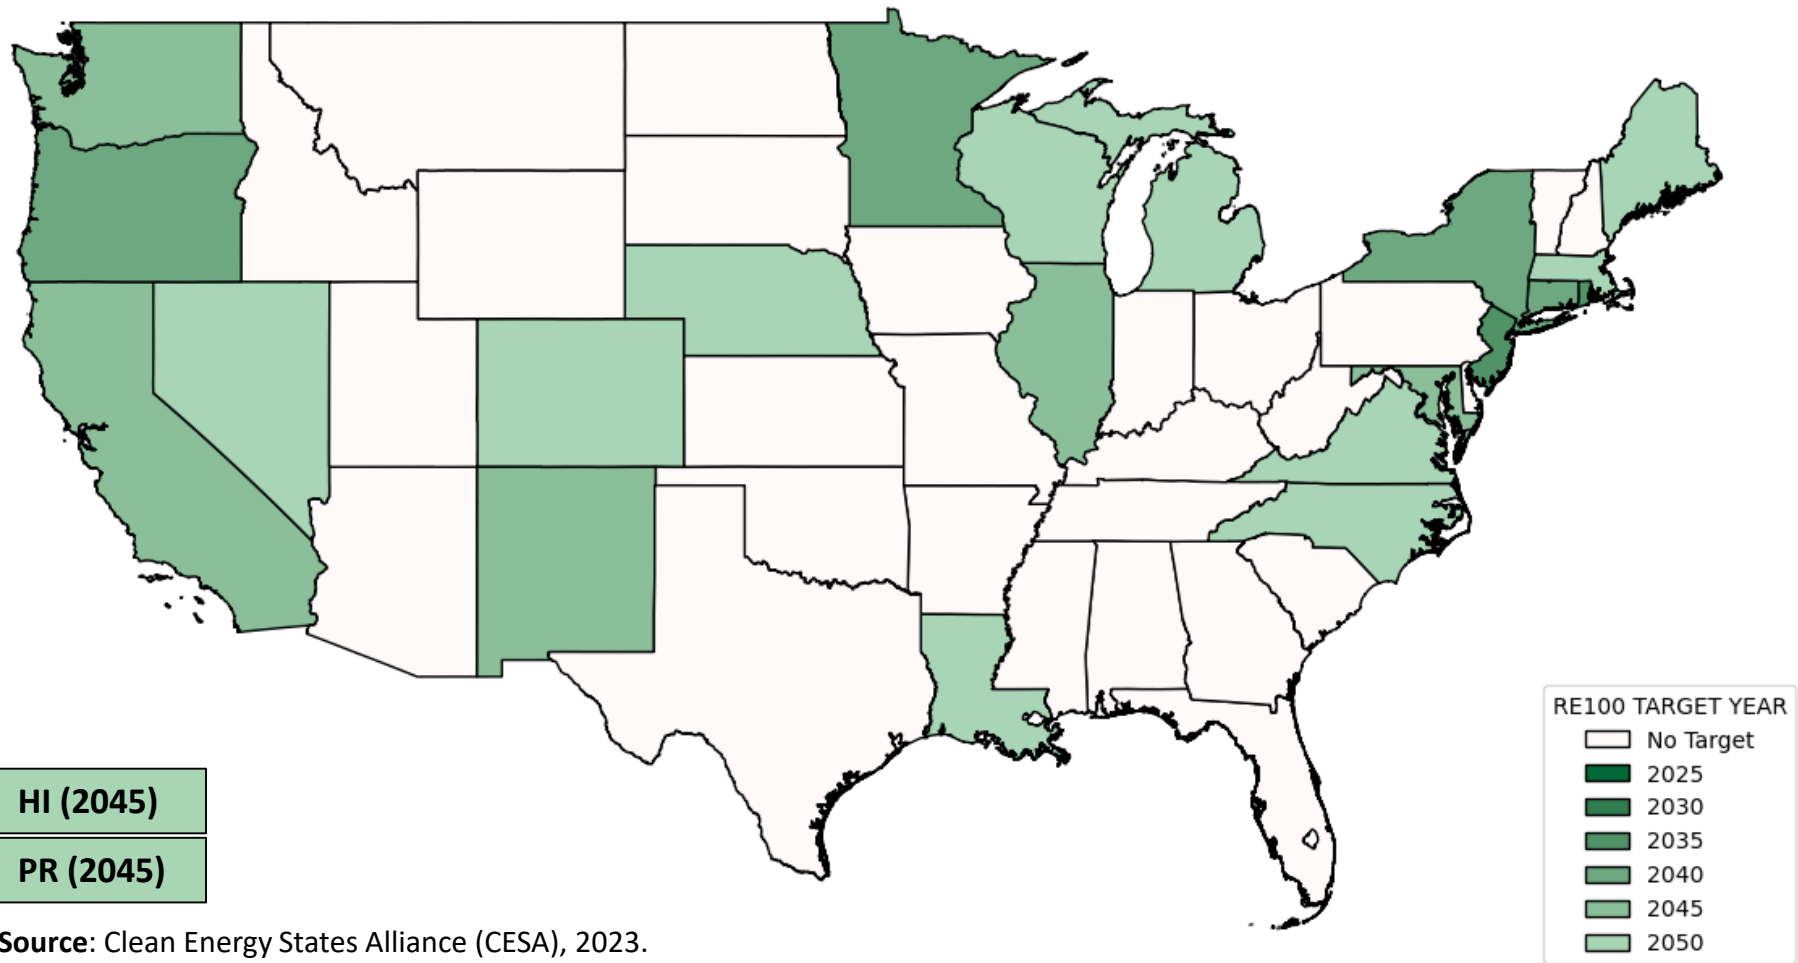 RE100 TARGET YEAR
No Target
2025
2030
2035
2040
2045
2050
HI (2045)
PR (2045)
Source: Clean Energy States Alliance (CESA), 2023.